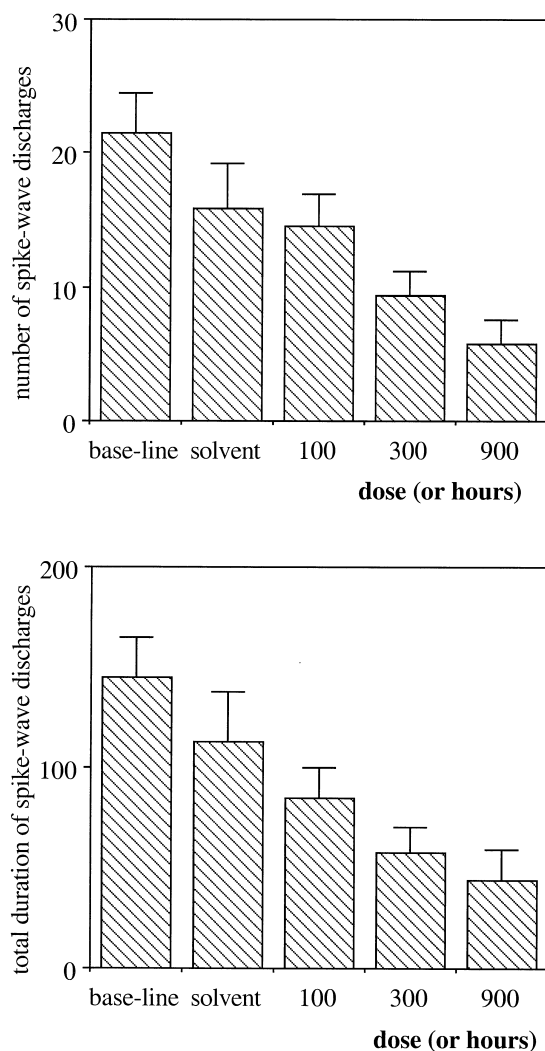 30
20
10
0
number of spike-wave discharges
base-line solvent 100 300 900
dose (or hours)
200
100
0
total duration of spike-wave discharges
base-line solvent 100 300 900
dose (or hours)